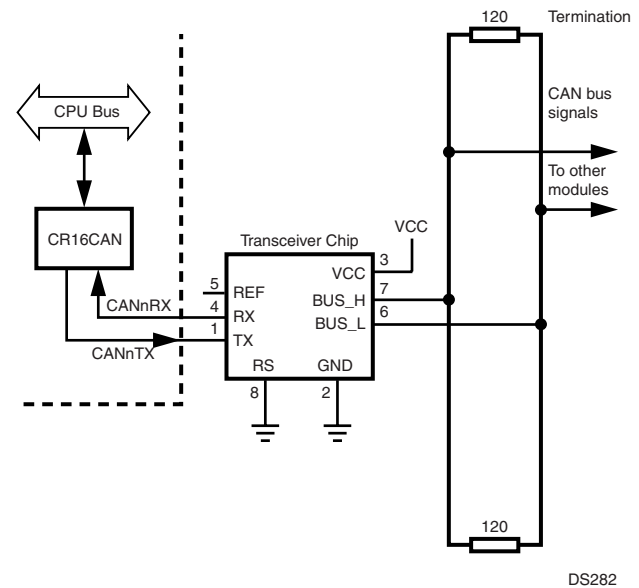 120
Termination
CAN bus
signals
To other
modules
CPU Bus
CR16CAN
CANnRX
CANnTX
Transceiver Chip
VCC
5
REF
4
RX
1
TX
3
VCC
7
BUS_H
6
BUS_L
RS
GND
8
2
120
DS282